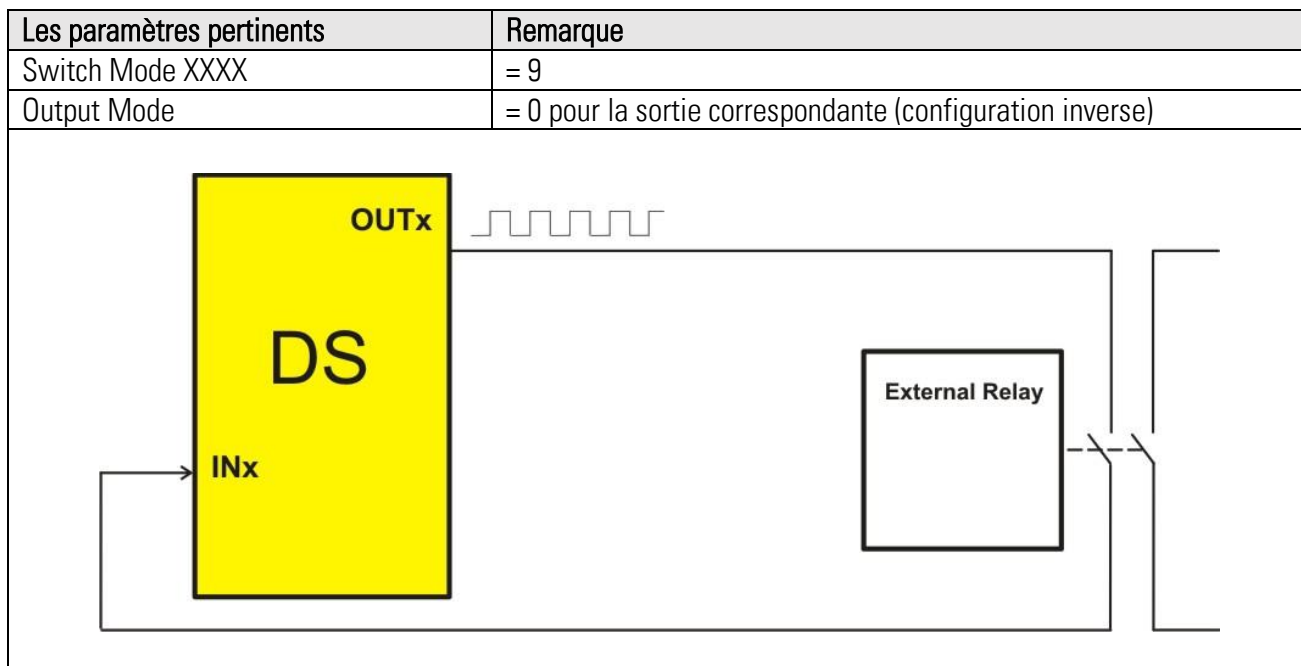 Les paramètres pertinents Remarque
Switch Mode XXXX = 9
Output Mode = 0 pour la sortie correspondante (configuration inverse)
OUTx
DS
External Relay
INx